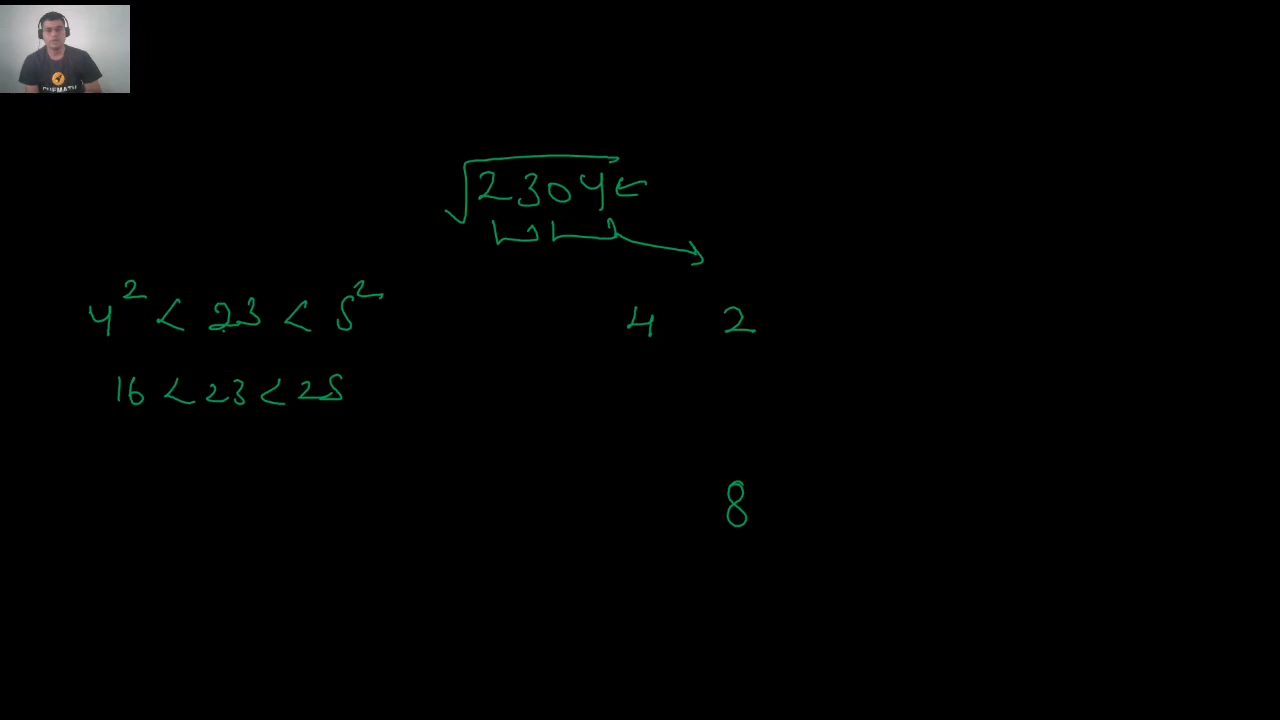 √2304 ←
4² < 23 < 5²
4 2
16 < 23 < 25
8